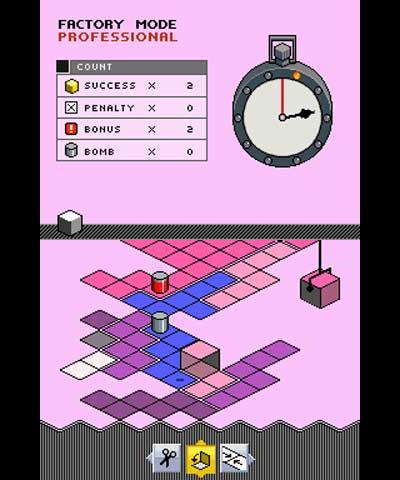 FACTORY MODE
PROFESSIONAL
COUNT
SUCCESS X 2
PENALTY X 0
BONUS X 2
BOMB X 0